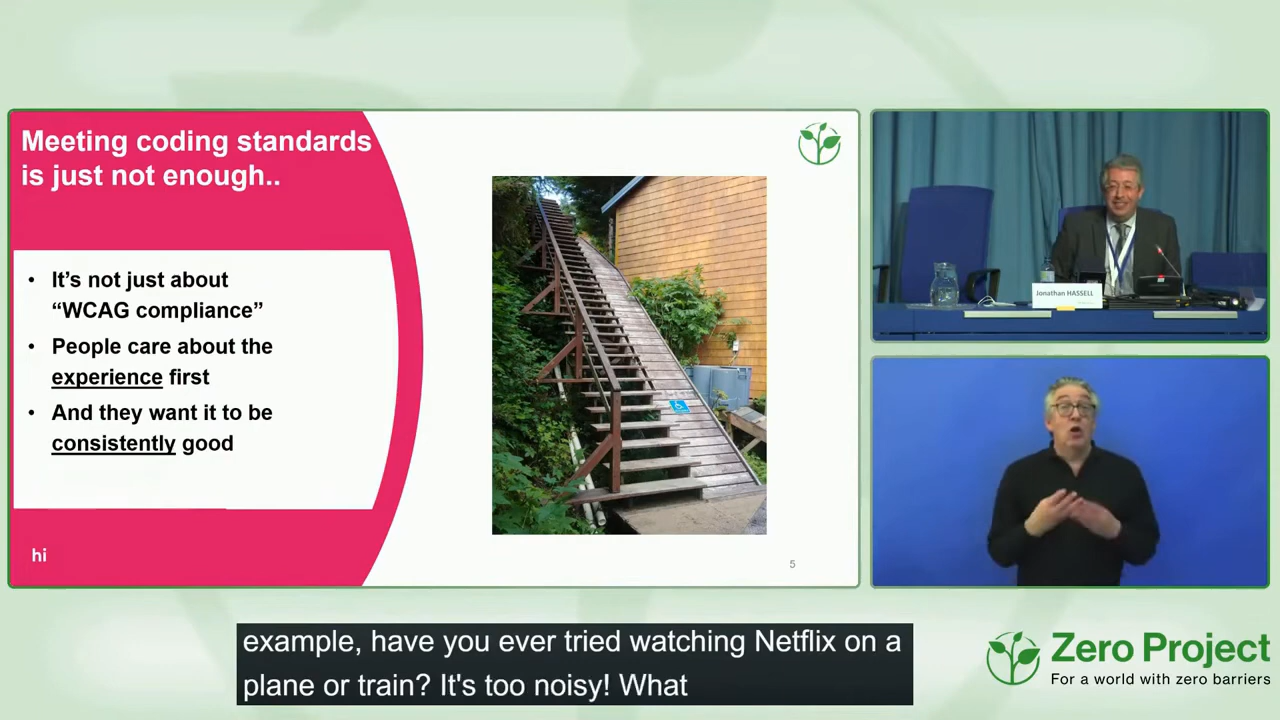 Meeting coding standards
is just not enough..
• It’s not just about
“WCAG compliance”
• People care about the
experience first
• And they want it to be
consistently good
hi
5
Jonathan HASSELL
example, have you ever tried watching Netflix on a
plane or train? It's too noisy! What
Zero Project
For a world with zero barriers